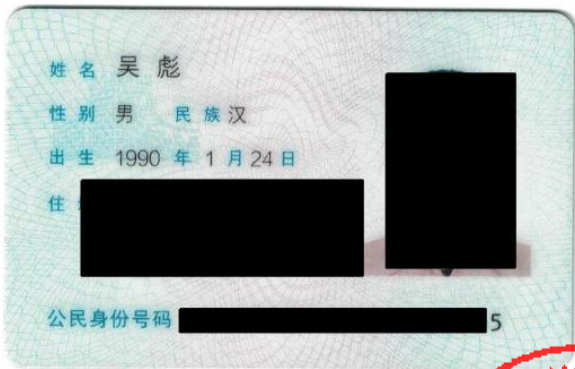 姓名 吴彪
性别 男 民族 汉
出生 1990 年 1 月 24 日
住
公民身份号码 5